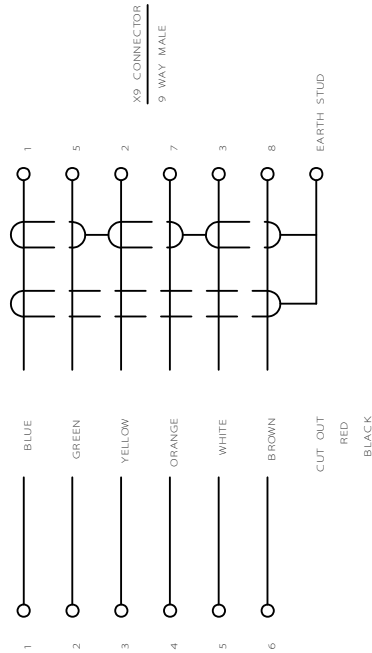 X9 CONNECTOR
9 WAY MALE
1
5
2
7
3
8
EARTH STUD
BLUE
GREEN
YELLOW
ORANGE
WHITE
BROWN
CUT OUT
RED
BLACK
1
2
3
4
5
6